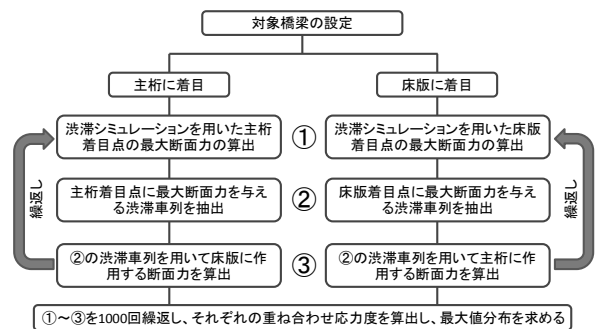 対象橋梁の設定
主桁に着目
床版に着目
渋滞シミュレーションを用いた主桁
着目点の最大断面力の算出
①
渋滞シミュレーションを用いた床版
着目点の最大断面力の算出
主桁着目点に最大断面力を与え
る渋滞車列を抽出
②
床版着目点に最大断面力を与え
る渋滞車列を抽出
繰返し
繰返し
②の渋滞車列を用いて床版に作
用する断面力を算出
③
②の渋滞車列を用いて主桁に作
用する断面力を算出
①～③を1000回繰返し、それぞれの重ね合わせ応力度を算出し、最大値分布を求める